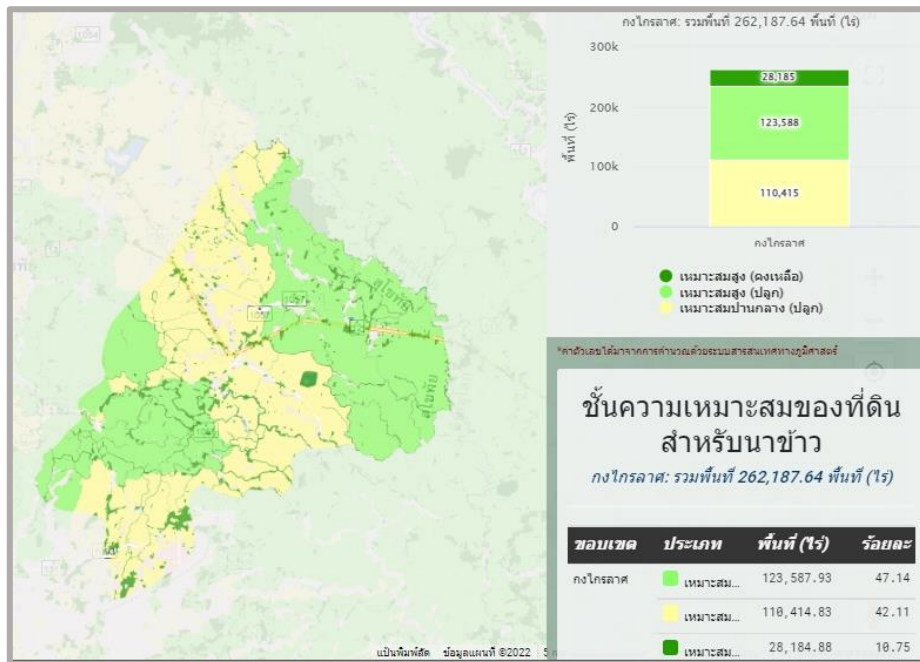 กงไกรลาศ: รวมพื้นที่ 262,187.64 พื้นที่ (ไร่)
300k
200k
100k
0
พื้นที่ (ไร่)
28,185
123,588
110,415
กงไกรลาศ
เหมาะสมสูง (คงเหลือ)
เหมาะสมสูง (ปลูก)
เหมาะสมปานกลาง (ปลูก)
*ค่าตัวเลขได้มาจากการคำนวณด้วยระบบสารสนเทศทางภูมิศาสตร์
ชั้นความเหมาะสมของที่ดิน
สำหรับนาข้าว
กงไกรลาศ: รวมพื้นที่ 262,187.64 พื้นที่ (ไร่)
ขอบเขต ประเภท พื้นที่ (ไร่) ร้อยละ
กงไกรลาศ เหมาะสม... 123,587.93 47.14
เหมาะสม... 110,414.83 42.11
เหมาะสม... 28,184.88 10.75
1057
1057
สุโขทัย
สุโขทัย
แป้นพิมพ์ลัด ข้อมูลแผนที่ ©2022